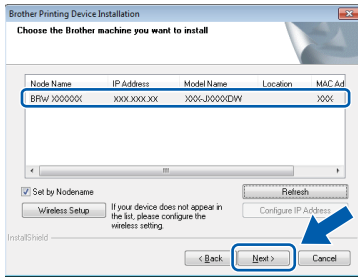 Brother Printing Device Installation
Choose the Brother machine you want to install
Node Name IP Address Model Name Location MAC Ad
BRW XXXXXX XXX.XXX.XX XXX-JXXXXDW XXX-
Set by Nodename
Refresh
Wireless Setup
If your device does not appear in
the list, please configure the
wireless setting.
Configure IP Address
InstallShield
< Back Next > Cancel